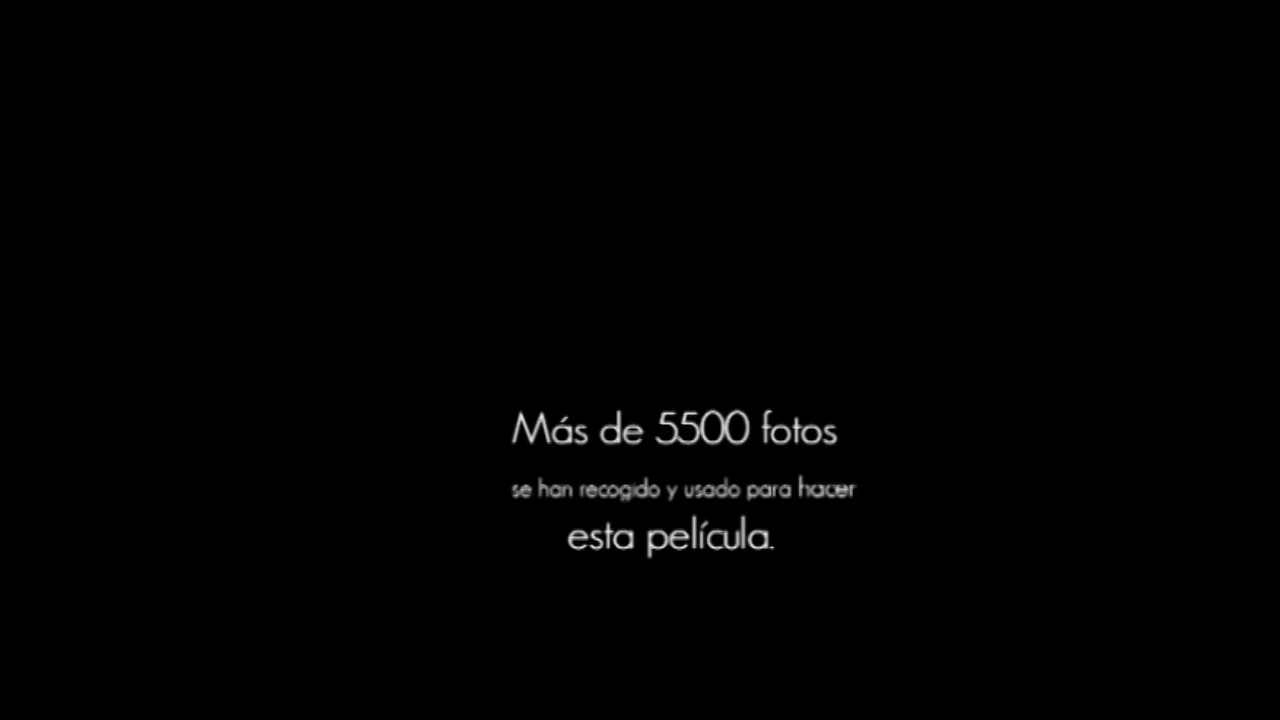 Más de 5500 fotos
se han recogido y usado para hacer
esta película.